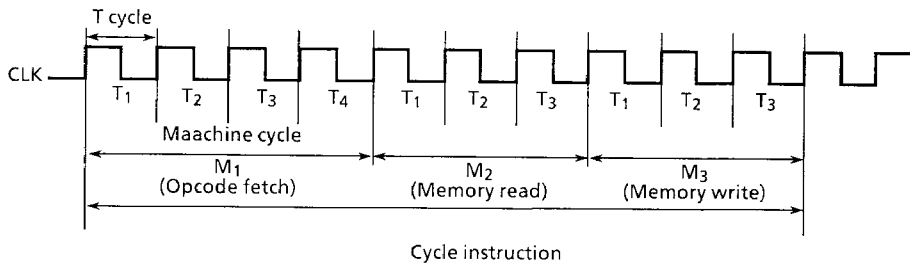 T cycle
CLK
T1 T2 T3 T4 T1 T2 T3 T1 T2 T3
Maachine cycle
M1 M2 M3
(Opcode fetch) (Memory read) (Memory write)
Cycle instruction